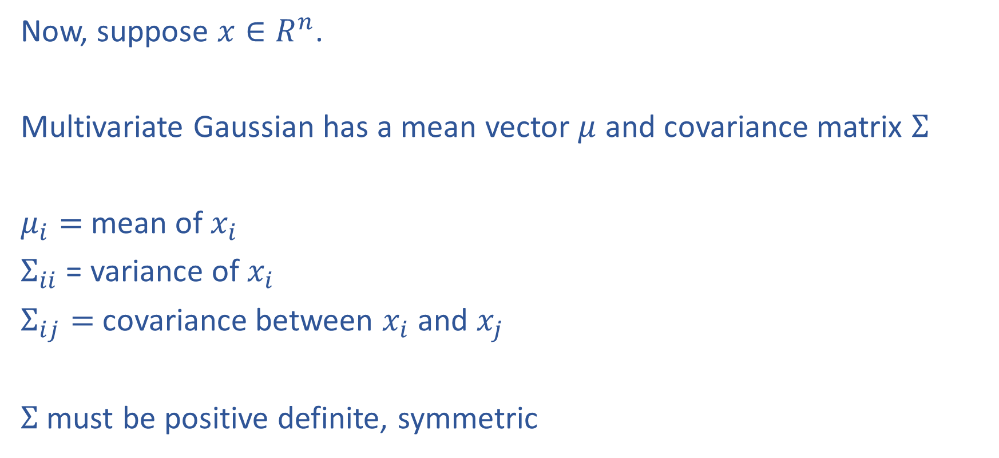 Now, suppose $x \in R^n$.
Multivariate Gaussian has a mean vector $\mu$ and covariance matrix $\Sigma$
$\mu_i =$ mean of $x_i$
$\Sigma_{ii}$ = variance of $x_i$
$\Sigma_{ij} =$ covariance between $x_i$ and $x_j$
$\Sigma$ must be positive definite, symmetric